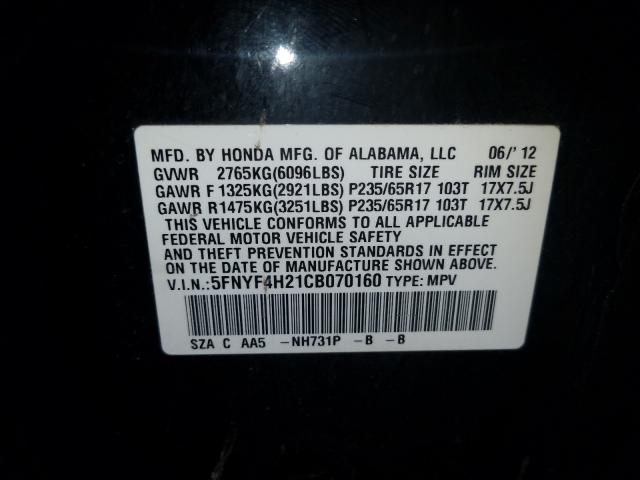 MFD. BY HONDA MFG. OF ALABAMA, LLC 06/'12
GVWR 2765KG(6096LBS) TIRE SIZE RIM SIZE
GAWR F 1325KG(2921LBS) P235/65R17 103T 17X7.5J
GAWR R1475KG(3251LBS) P235/65R17 103T 17X7.5J
THIS VEHICLE CONFORMS TO ALL APPLICABLE
FEDERAL MOTOR VEHICLE SAFETY
AND THEFT PREVENTION STANDARDS IN EFFECT
ON THE DATE OF MANUFACTURE SHOWN ABOVE.
V.I.N.: 5FNYF4H21CB070160 TYPE: MPV
SZA C AA5 -NH731P -B -B